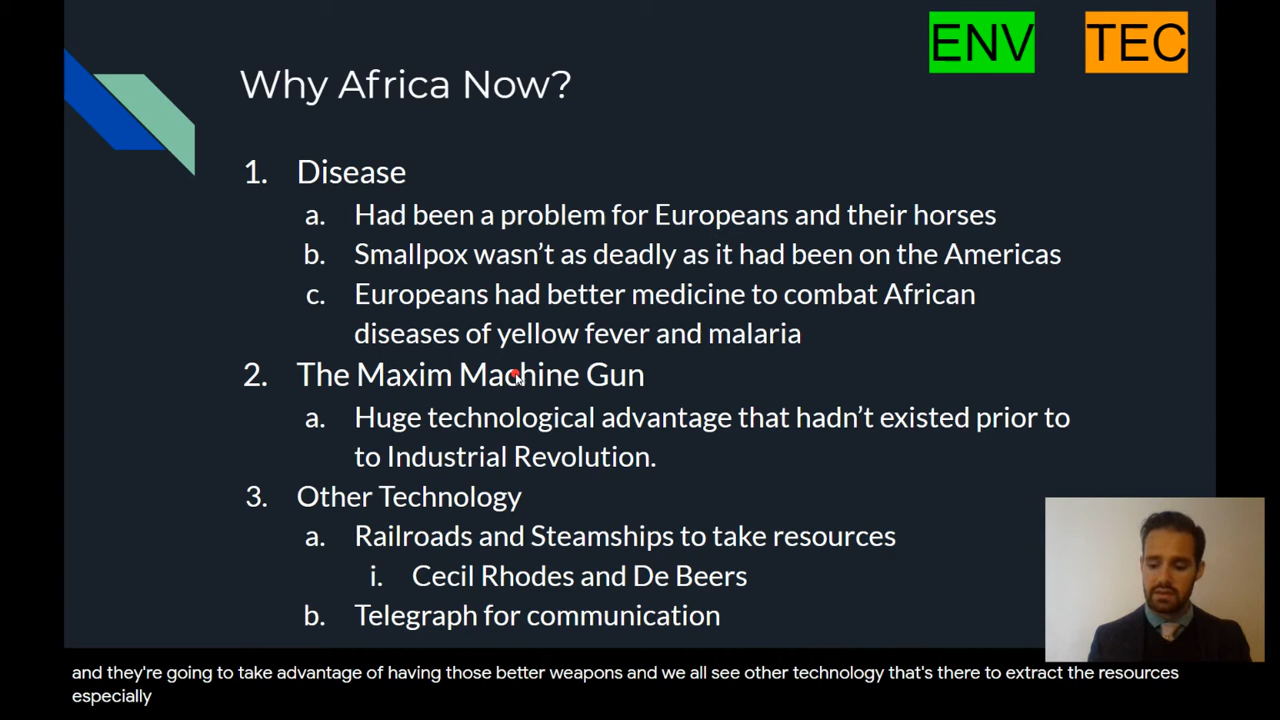 ENV TEC
Why Africa Now?
1. Disease
a. Had been a problem for Europeans and their horses
b. Smallpox wasn't as deadly as it had been on the Americas
c. Europeans had better medicine to combat African
diseases of yellow fever and malaria
2. The Maxim Machine Gun
a. Huge technological advantage that hadn't existed prior to
to Industrial Revolution.
3. Other Technology
a. Railroads and Steamships to take resources
i. Cecil Rhodes and De Beers
b. Telegraph for communication
and they're going to take advantage of having those better weapons and we all see other technology that's there to extract the resources
especially